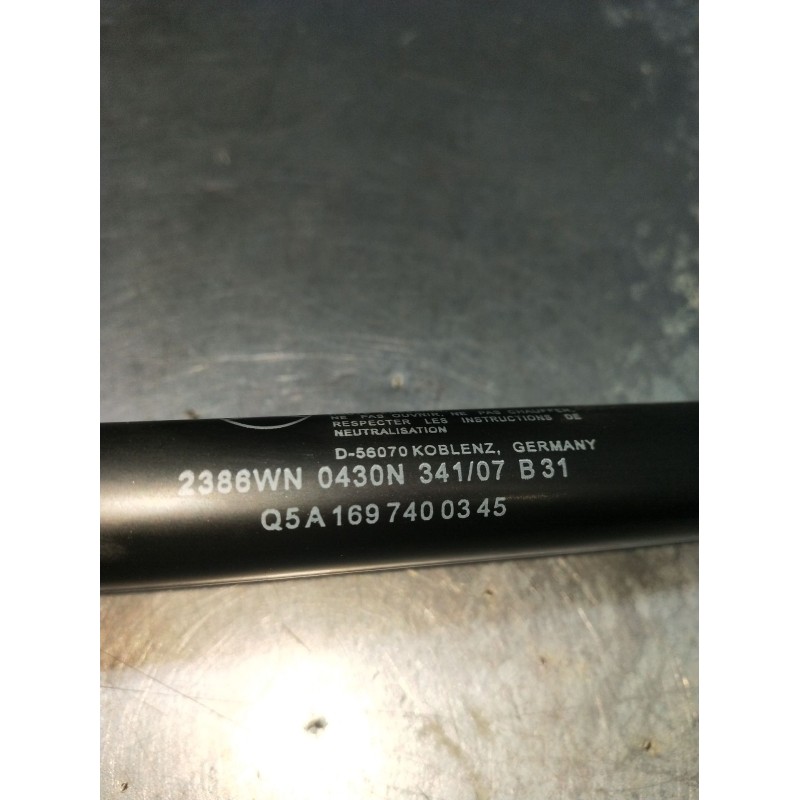 NE PAS OUVRIR, NE PAS CHAUFFER,
RESPECTER LES INSTRUCTIONS DE
NEUTRALISATION
D-56070 KOBLENZ, GERMANY
2386WN 0430N 341/07 B31
Q5 A 169 740 03 45